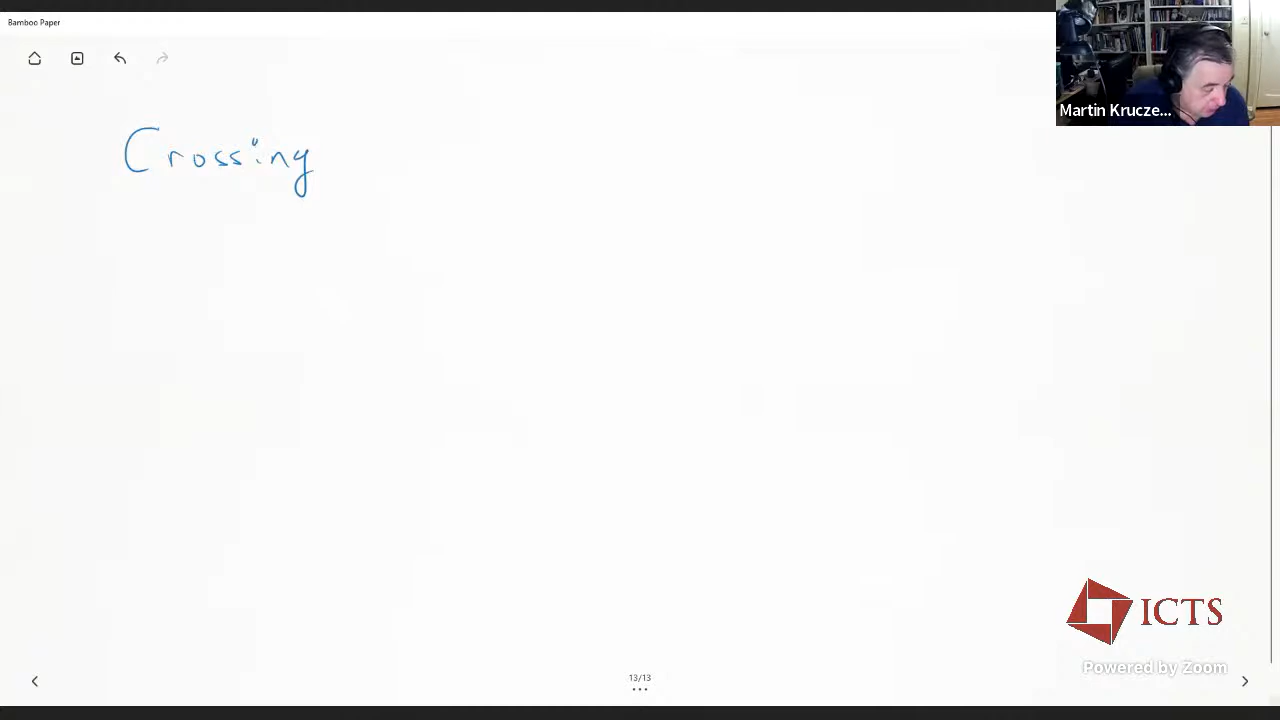 Bamboo Paper
Martin Krucze...
Crossing
ICTS
Powered by Zoom
13/13